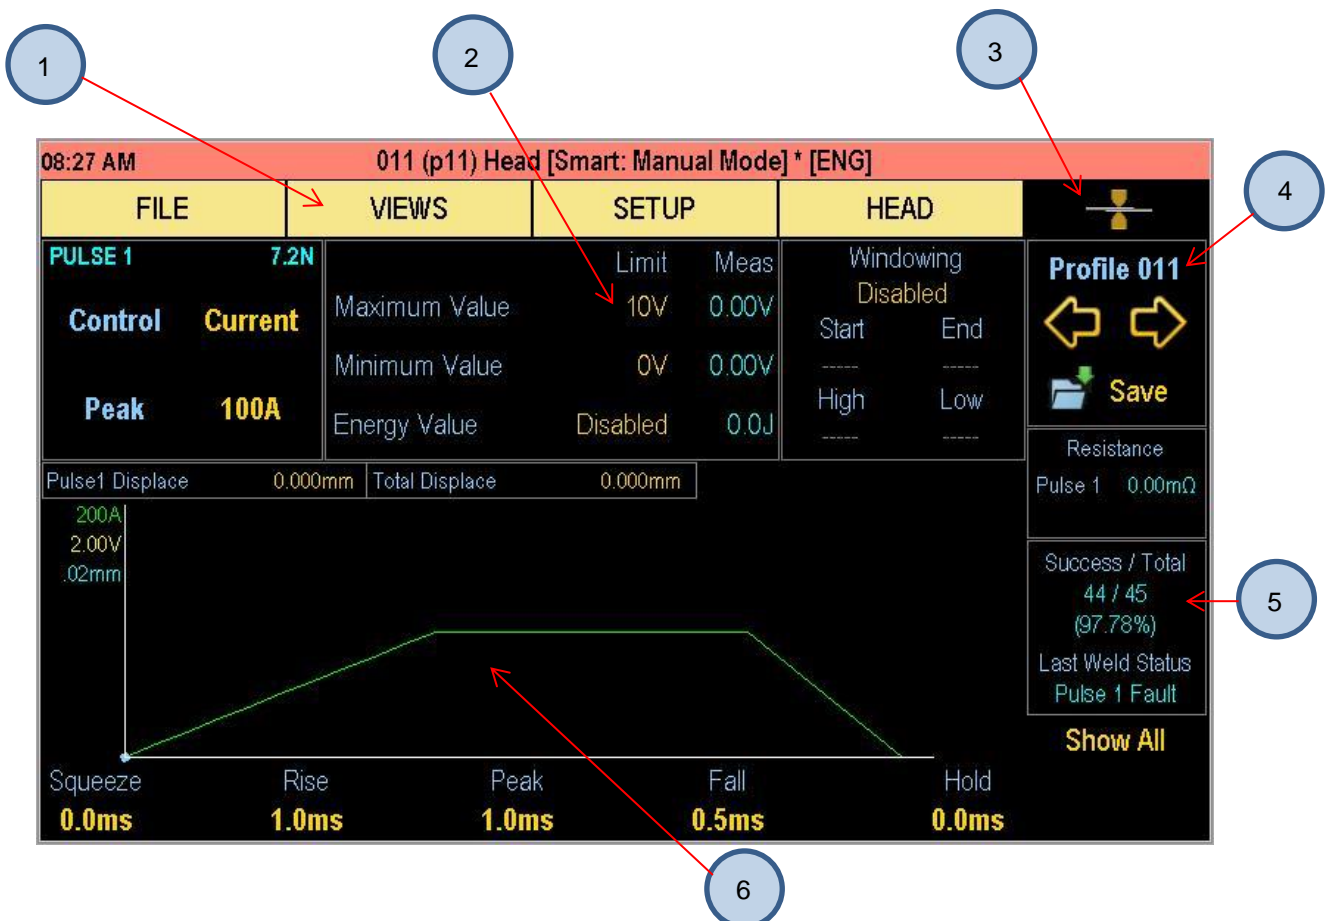 1
2
3
4
5
6
08:27 AM 011 (p11) Head [Smart: Manual Mode] * [ENG]
FILE VIEWS SETUP HEAD
PULSE 1 7.2N
Control Current
Peak 100A
Limit Meas
Maximum Value 10V 0.00V
Minimum Value 0V 0.00V
Energy Value Disabled 0.0J
Windowing
Disabled
Start End
----- -----
High Low
----- -----
Profile 011
Save
Resistance
Pulse 1 0.00mΩ
Pulse1 Displace 0.000mm Total Displace 0.000mm
200A
2.00V
.02mm
Success / Total
44 / 45
(97.78%)
Last Weld Status
Pulse 1 Fault
Show All
Squeeze Rise Peak Fall Hold
0.0ms 1.0ms 1.0ms 0.5ms 0.0ms